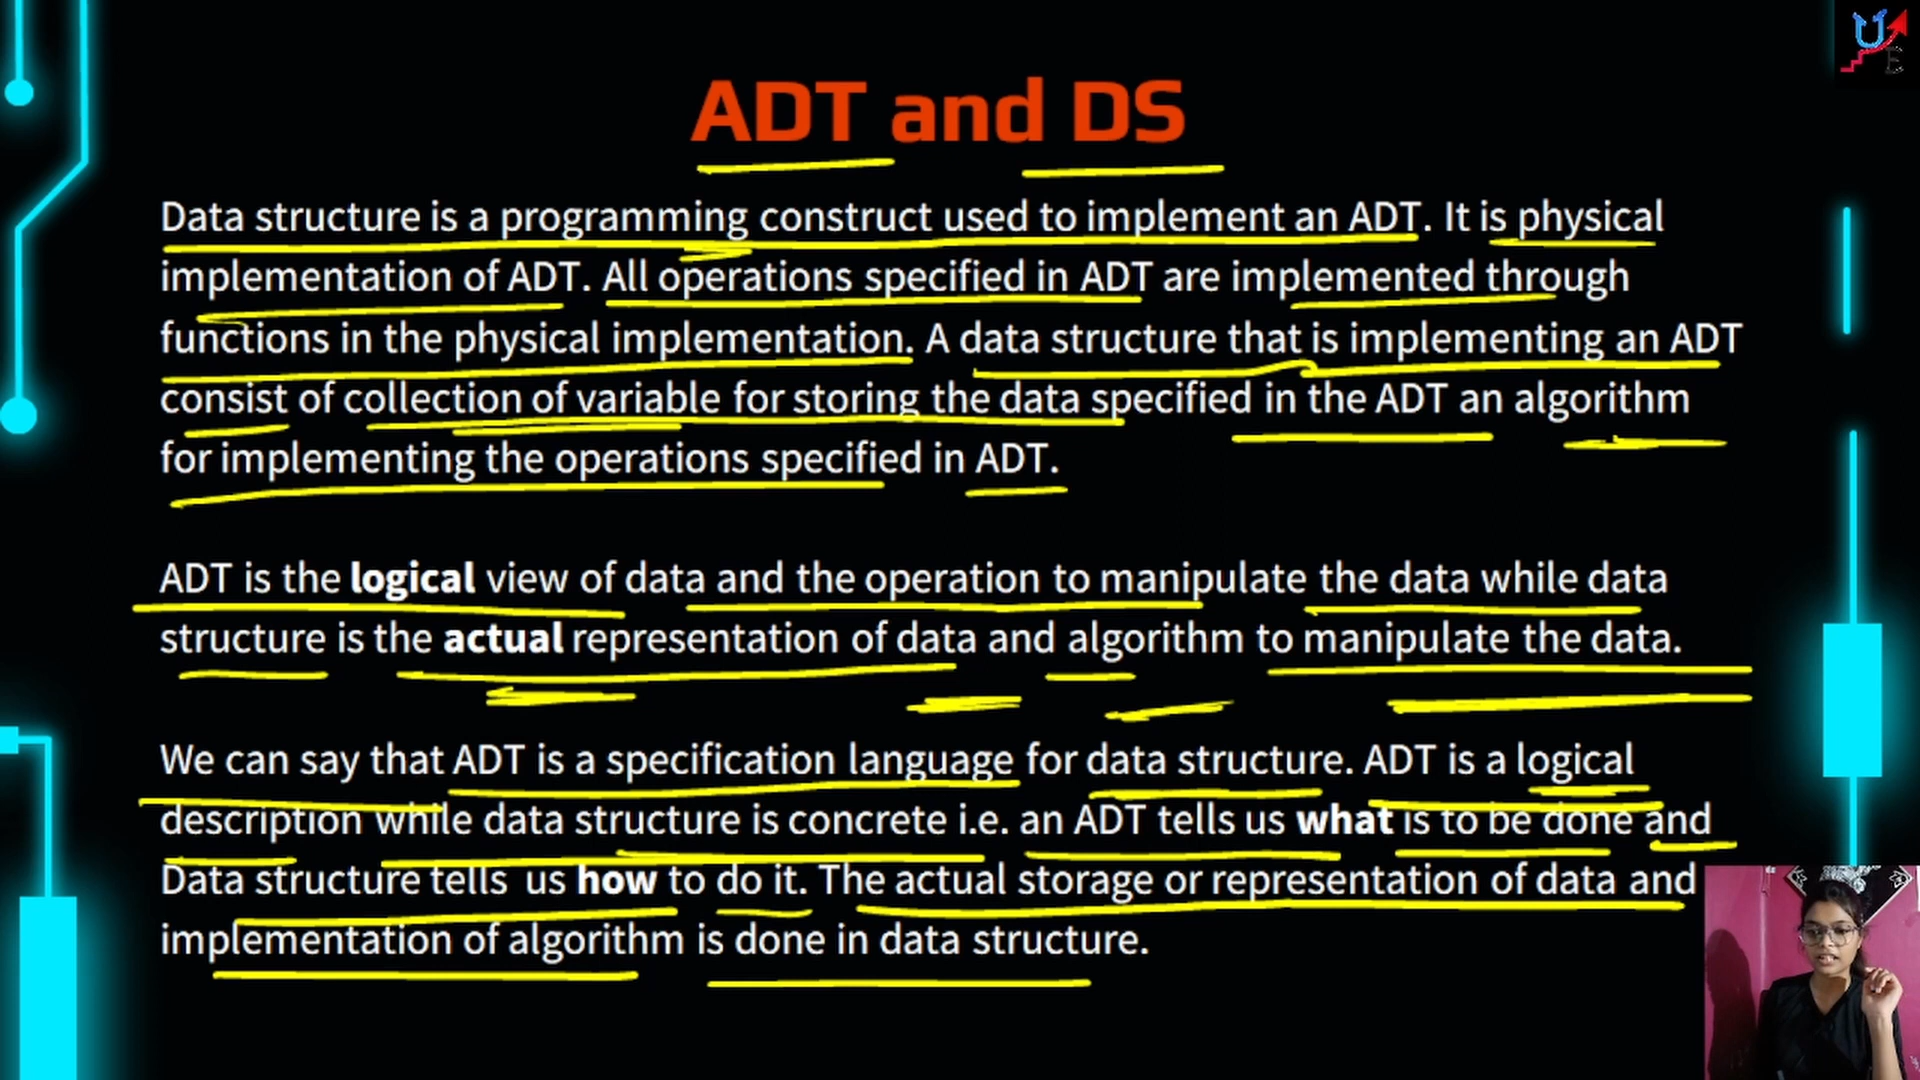 ADT and DS
Data structure is a programming construct used to implement an ADT. It is physical
implementation of ADT. All operations specified in ADT are implemented through
functions in the physical implementation. A data structure that is implementing an ADT
consist of collection of variable for storing the data specified in the ADT an algorithm
for implementing the operations specified in ADT.
ADT is the logical view of data and the operation to manipulate the data while data
structure is the actual representation of data and algorithm to manipulate the data.
We can say that ADT is a specification language for data structure. ADT is a logical
description while data structure is concrete i.e. an ADT tells us what is to be done and
Data structure tells us how to do it. The actual storage or representation of data and
implementation of algorithm is done in data structure.
U
E